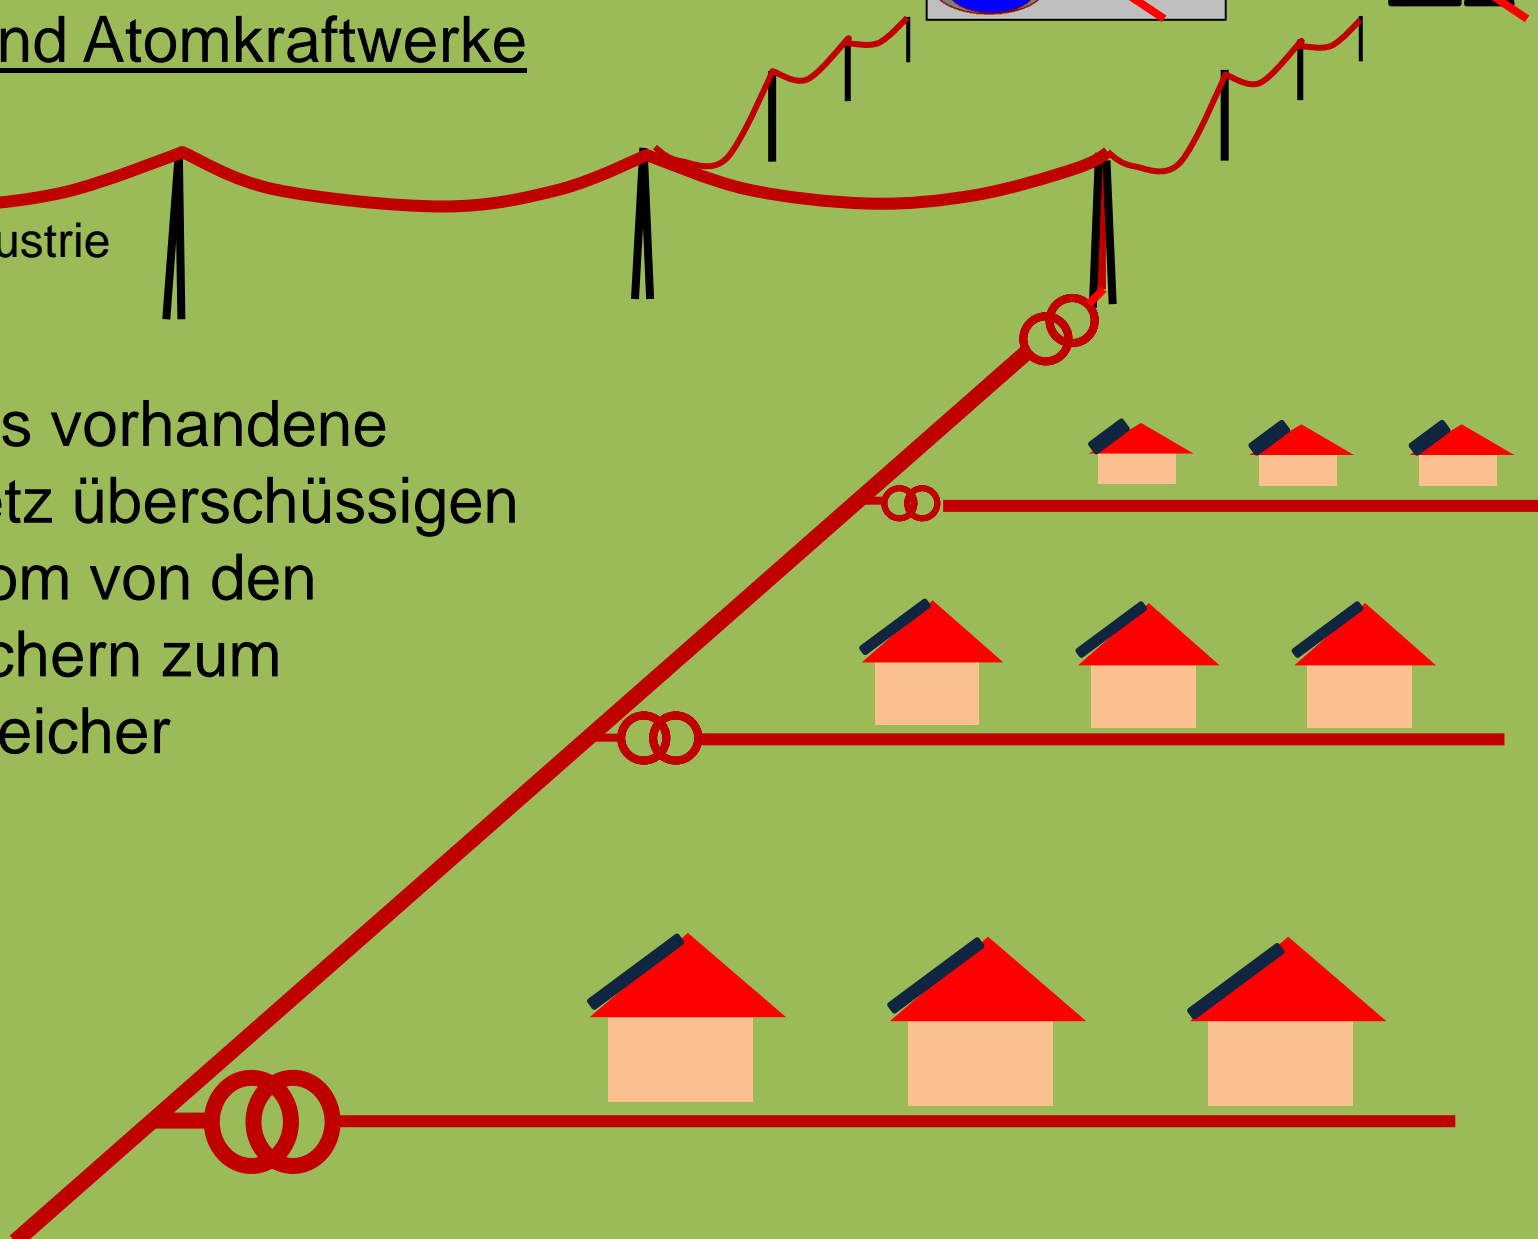 nd Atomkraftwerke
ustrie
s vorhandene
etz überschüssigen
om von den
chern zum
eicher